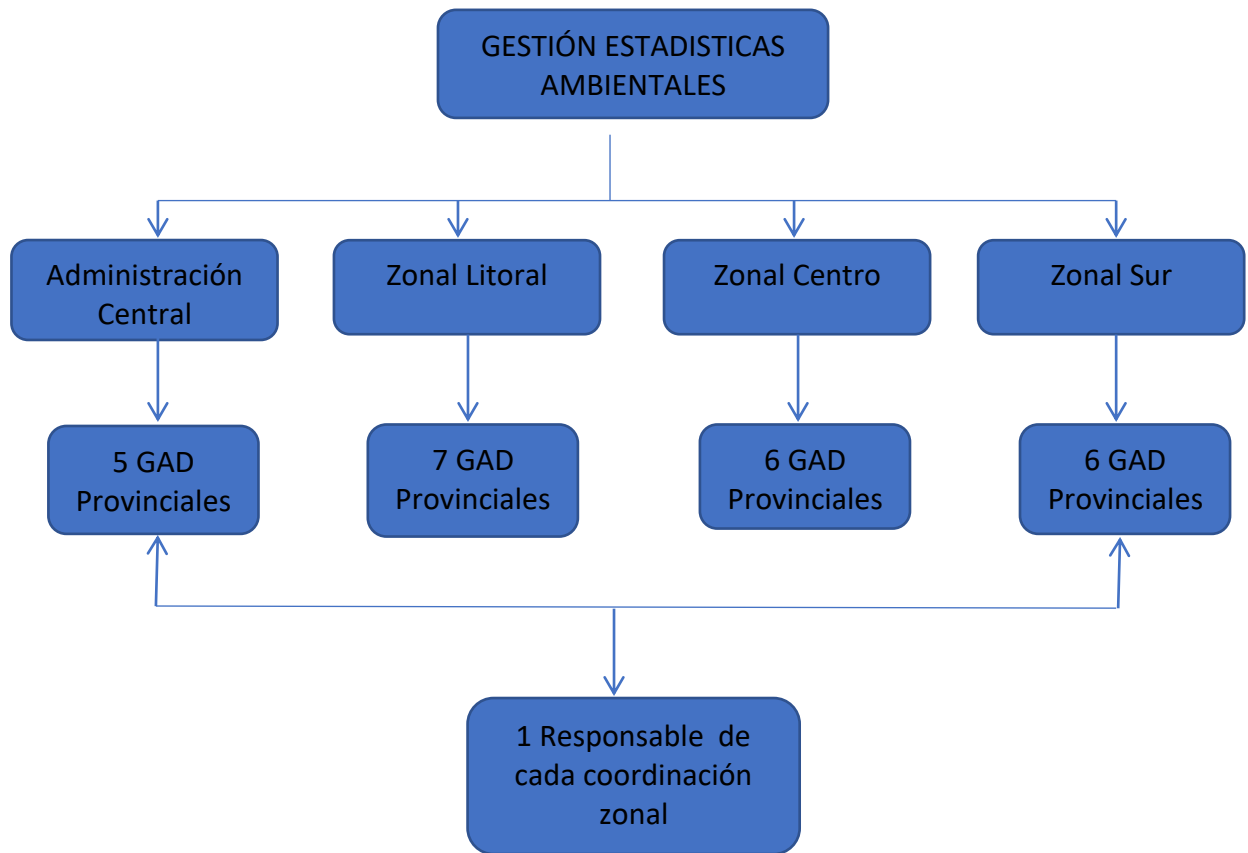 GESTIÓN ESTADISTICAS
AMBIENTALES
Administración
Central
Zonal Litoral
Zonal Centro
Zonal Sur
5 GAD
Provinciales
7 GAD
Provinciales
6 GAD
Provinciales
6 GAD
Provinciales
1 Responsable de
cada coordinación
zonal